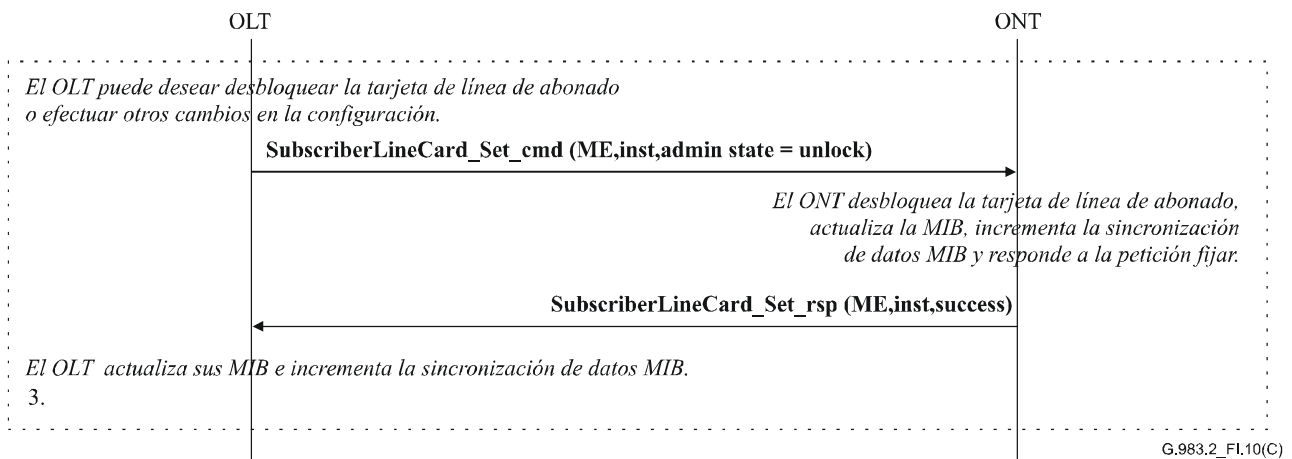 OLT ONT
El OLT puede desear desbloquear la tarjeta de línea de abonado
o efectuar otros cambios en la configuración.
SubscriberLineCard_Set_cmd (ME,inst,admin state = unlock)
El ONT desbloquea la tarjeta de línea de abonado,
actualiza la MIB, incrementa la sincronización
de datos MIB y responde a la petición fijar.
SubscriberLineCard_Set_rsp (ME,inst,success)
El OLT actualiza sus MIB e incrementa la sincronización de datos MIB.
3.
G.983.2_FI.10(C)